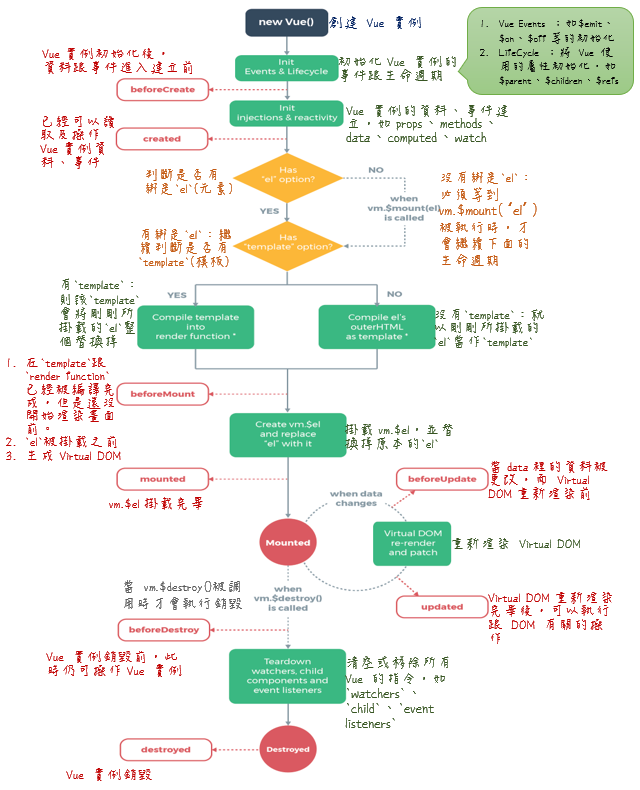 new Vue()
創建 Vue 實例
1. Vue Events ：如$emit、
$on、$off 等的初始化
2. LifeCycle ：將 Vue 使
用的屬性初始化，如
$parent、$children、$refs
Vue 實例初始化後，
資料跟事件進入建立前
Init
Events & Lifecycle
初始化 Vue 實例的
事件跟生命週期
beforeCreate
Init
injections & reactivity
Vue 實例的資料、事件建
立，如 props、methods、
data、computed、watch
已經可以讀
取及操作
Vue 實例資
料、事件
created
判斷是否有
綁定`el`(元素)
Has
"el" option?
NO
YES
when
vm.$mount(el)
is called
沒有綁定`el`：
必須等到
vm.$mount(“el”)
被執行時，才
會繼續下面的
生命週期
有綁定`el`：繼
續判斷是否有
`template`(模板)
Has
"template" option?
有`template`：
則該`template`
會將剛剛所
掛載的`el`整
個替換掉
YES
NO
Compile template
into
render function *
Compile el's
outerHTML
as template *
沒有`template`：就
以剛剛所掛載的
`el`當作`template`
1. 在`template`跟
`render function`
已經被編譯完
成，但是還沒
開始渲染畫面
前。
2. `el`被掛載之前
3. 生成 Virtual DOM
beforeMount
Create vm.$el
and replace
"el" with it
掛載 vm.$el，並替
換掉原本的`el`
mounted
vm.$el 掛載完畢
Mounted
when data
changes
beforeUpdate
當 data 裡的資料被
更改，而 Virtual
DOM 重新渲染前
Virtual DOM
re-render
and patch
重新渲染 Virtual DOM
updated
Virtual DOM 重新渲染
完畢後，可以執行
跟 DOM 有關的操
作
當 vm.$destroy()被調
用時才會執行銷毀
when
vm.$destroy()
is called
beforeDestroy
Vue 實例銷毀前，此
時仍可操作 Vue 實例
Teardown
watchers, child
components and
event listeners
清空或移除所有
Vue 的指令，如
`watchers`、
`child`、`event
listeners`
destroyed
Vue 實例銷毀
Destroyed